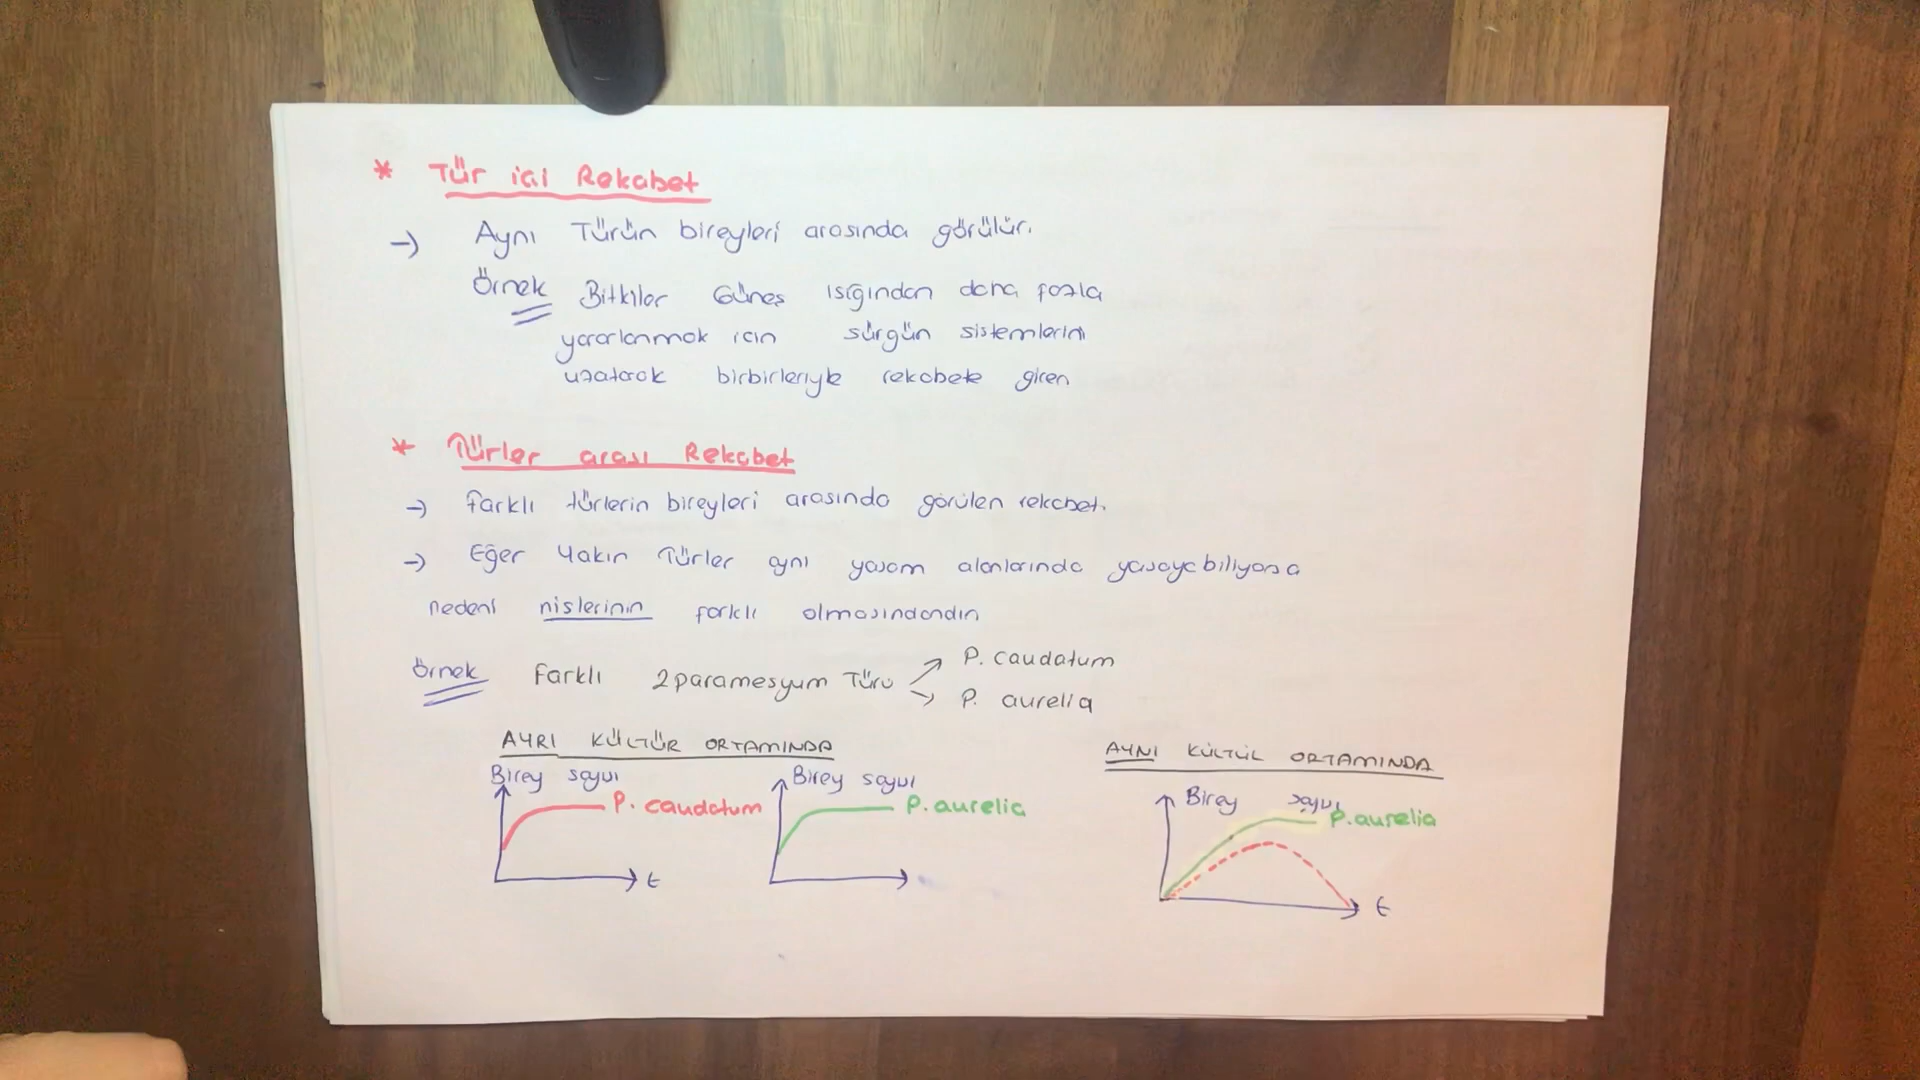 * Tür içi Rekabet
→ Aynı Türün bireyleri arasında görülür.
Örnek Bitkiler Güneş ışığından daha fazla
yararlanmak için sürgün sistemlerini
uzatarak birbirleriyle rekabete giren
* Türler arası Rekabet
→ Farklı türlerin bireyleri arasında görülen rekabet.
→ Eğer Yakın Türler aynı yaşam alanlarında yaşayabiliyorsa
nedeni nişlerinin farklı olmasındandır
Örnek Farklı 2 paramesyum Türü
P. caudatum
P. aurelia
AYRI KÜLTÜR ORTAMINDA
Birey sayısı
P. caudatum
t
Birey sayısı
P. aurelia
AYNI KÜLTÜR ORTAMINDA
Birey sayısı
P. aurelia
t